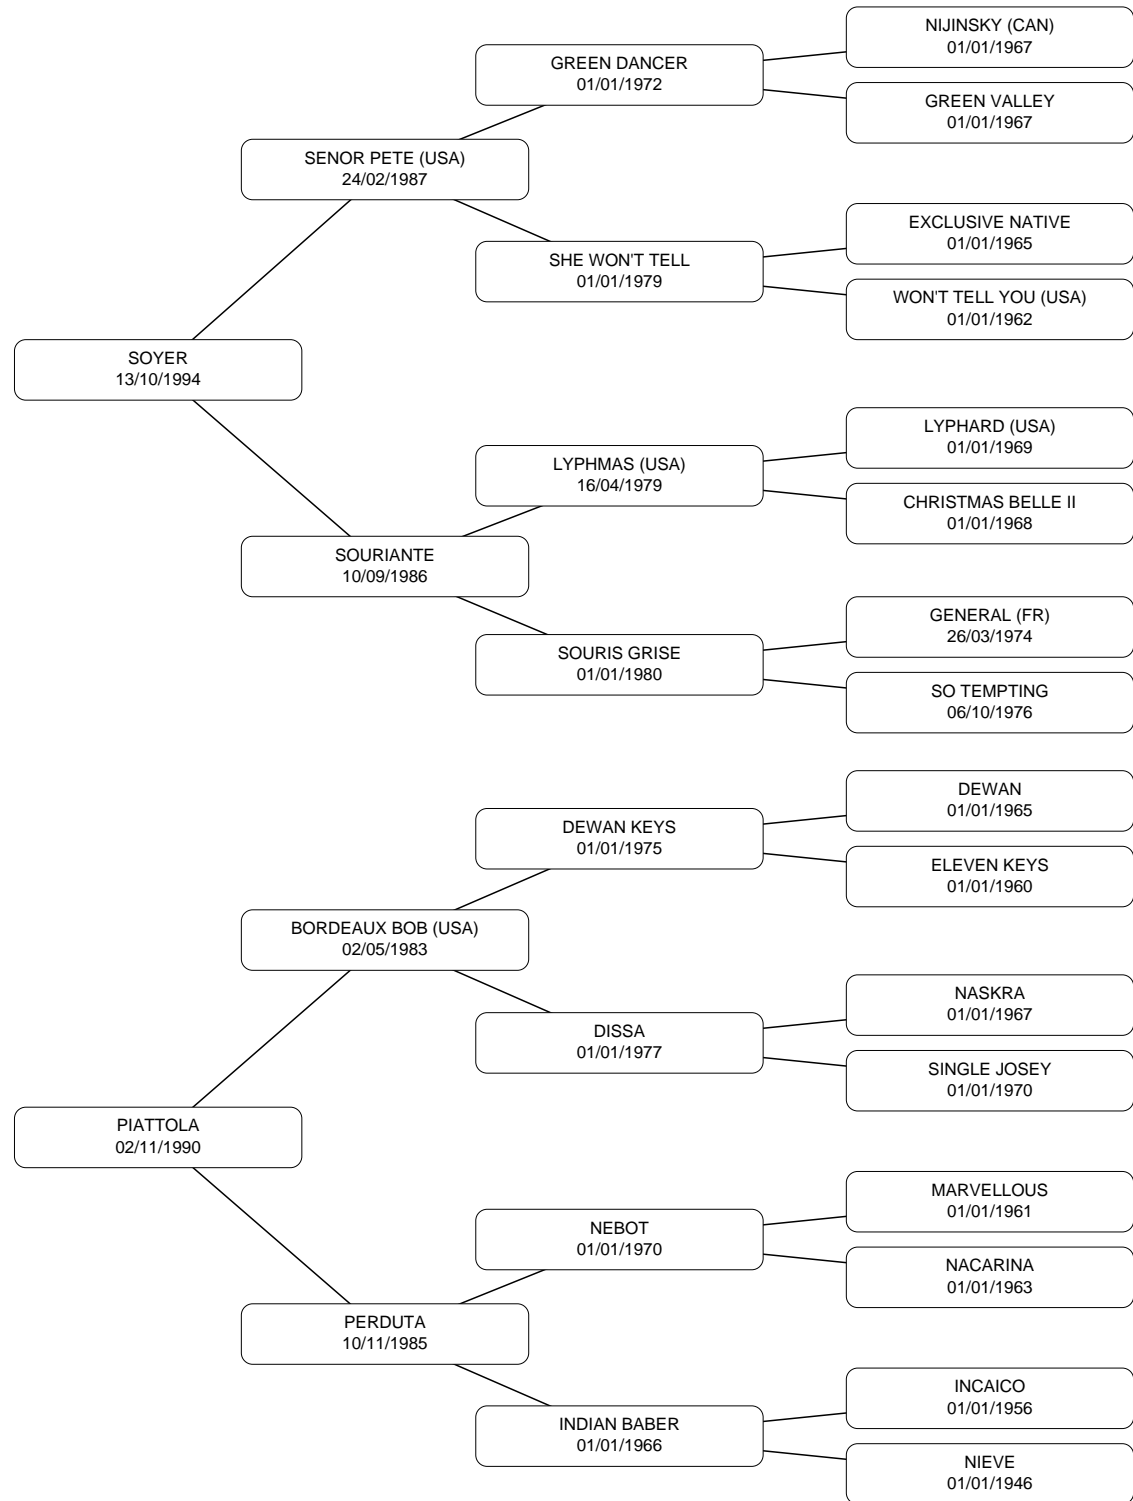 NIJINSKY (CAN)
01/01/1967
GREEN DANCER
01/01/1972
GREEN VALLEY
01/01/1967
SENOR PETE (USA)
24/02/1987
EXCLUSIVE NATIVE
01/01/1965
SHE WON'T TELL
01/01/1979
WON'T TELL YOU (USA)
01/01/1962
SOYER
13/10/1994
LYPHARD (USA)
01/01/1969
LYPHMAS (USA)
16/04/1979
CHRISTMAS BELLE II
01/01/1968
SOURIANTE
10/09/1986
GENERAL (FR)
26/03/1974
SOURIS GRISE
01/01/1980
SO TEMPTING
06/10/1976
DEWAN
01/01/1965
DEWAN KEYS
01/01/1975
ELEVEN KEYS
01/01/1960
BORDEAUX BOB (USA)
02/05/1983
NASKRA
01/01/1967
DISSA
01/01/1977
SINGLE JOSEY
01/01/1970
PIATTOLA
02/11/1990
MARVELLOUS
01/01/1961
NEBOT
01/01/1970
NACARINA
01/01/1963
PERDUTA
10/11/1985
INCAICO
01/01/1956
INDIAN BABER
01/01/1966
NIEVE
01/01/1946